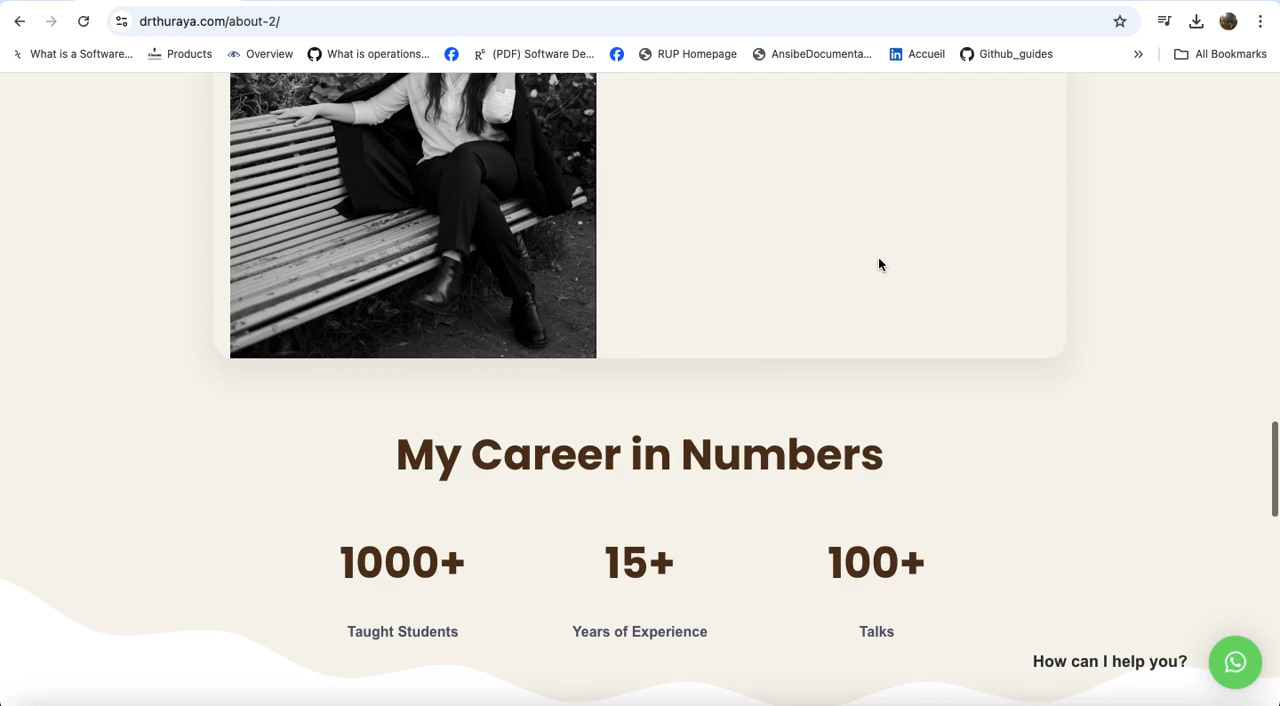 drthuraya.com/about-2/
What is a Software...
Products
Overview
What is operations...
(PDF) Software De...
RUP Homepage
AnsibeDocumenta...
Accueil
Github_guides
All Bookmarks
My Career in Numbers
1000+ 15+ 100+
Taught Students Years of Experience Talks
How can I help you?